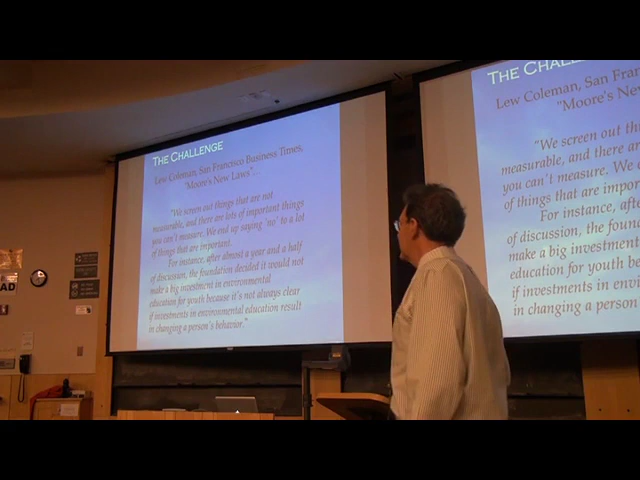 THE CHALLENGE
Lew Coleman, San Francisco Business Times,
"Moore's New Laws"..
"We screen out things that are not
measurable, and there are lots of important things
you can't measure. We end up saying 'no' to a lot
of things that are important.
For instance, after almost a year and a half
of discussion, the foundation decided it would not
make a big investment in environmental
education for youth because it's not always clear
if investments in environmental education result
in changing a person's behavior."
THE CHALLE
Lew Coleman, San Fran
"Moore's New
"We screen out thi
measurable, and there ar
you can't measure. We e
of things that are impor
For instance, afte
of discussion, the foun
make a big investment
education for youth be
if investments in envi
in changing a person